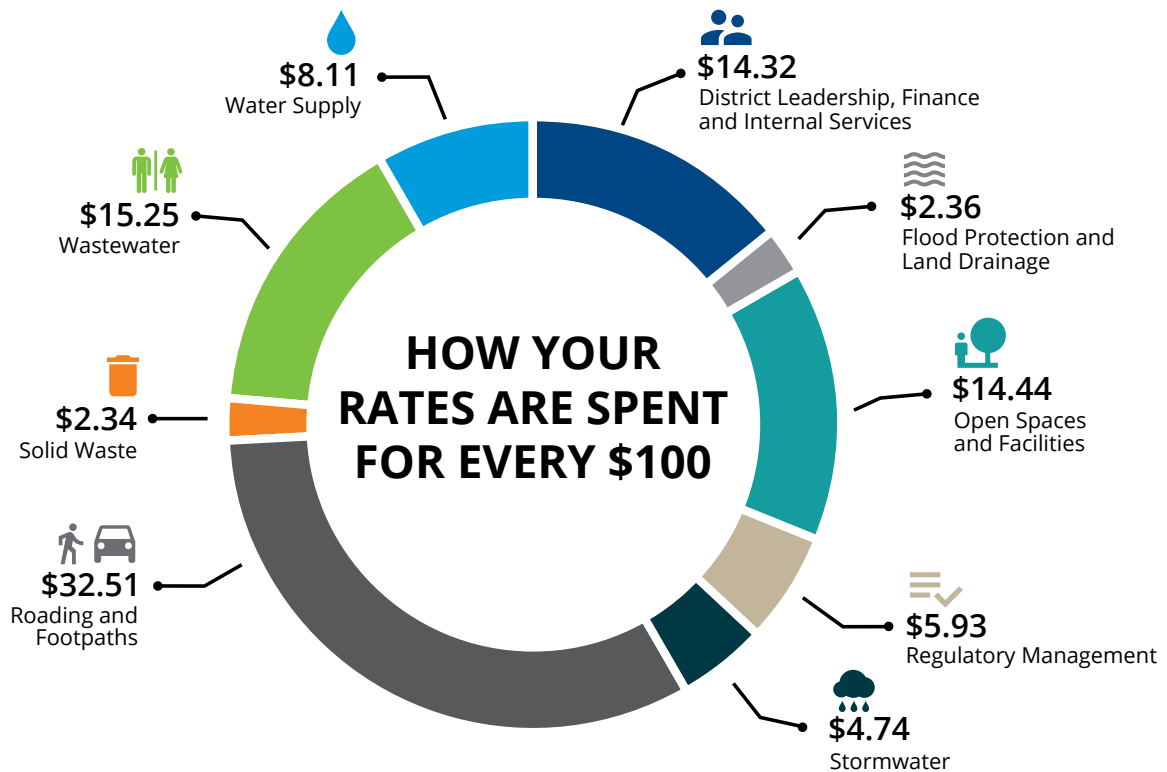 HOW YOUR
RATES ARE SPENT
FOR EVERY $100
$14.32
District Leadership, Finance
and Internal Services
$2.36
Flood Protection and
Land Drainage
$14.44
Open Spaces
and Facilities
$5.93
Regulatory Management
$4.74
Stormwater
$32.51
Roading and
Footpaths
$2.34
Solid Waste
$15.25
Wastewater
$8.11
Water Supply